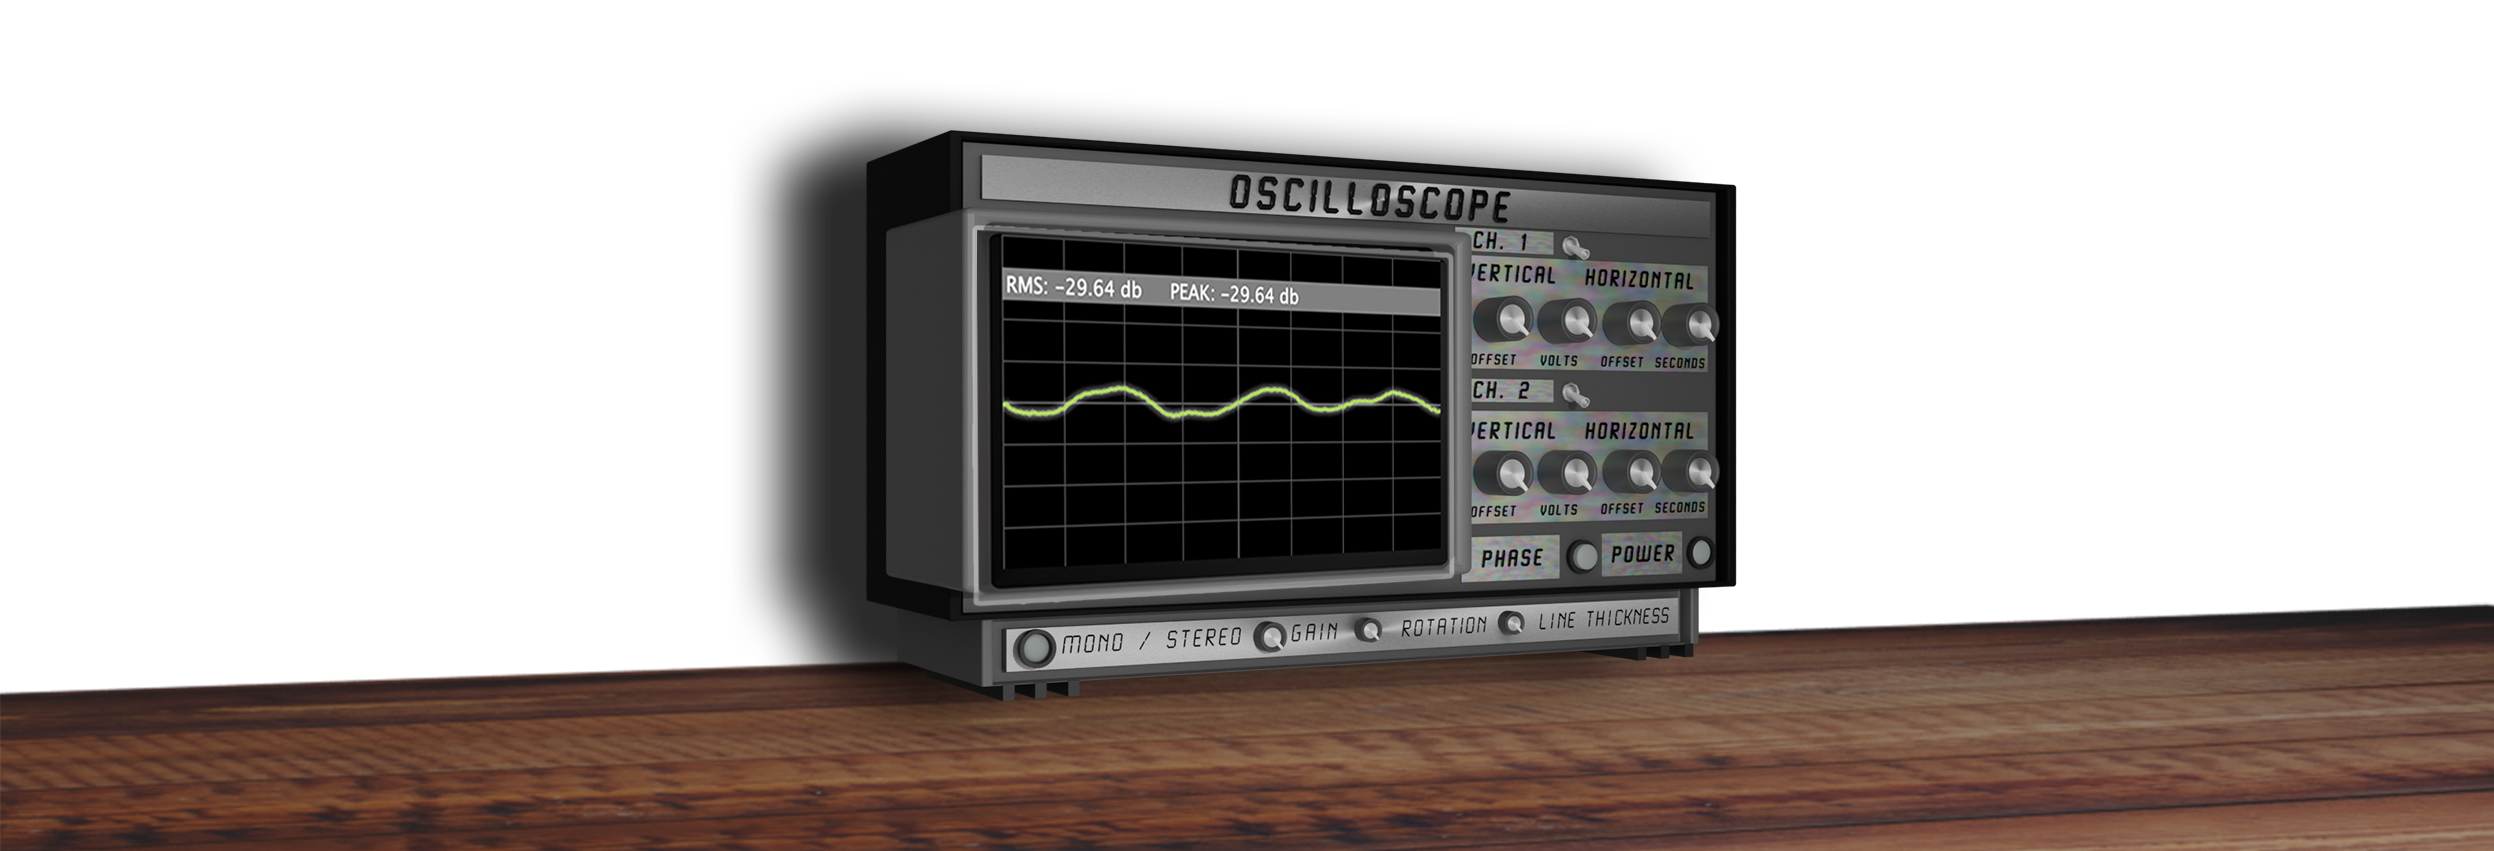 OSCILLOSCOPE
RMS: -29.64 db PEAK: -29.64 db
CH. 1
VERTICAL HORIZONTAL
OFFSET VOLTS OFFSET SECONDS
CH. 2
VERTICAL HORIZONTAL
OFFSET VOLTS OFFSET SECONDS
PHASE POWER
MONO / STEREO GAIN ROTATION LINE THICKNESS